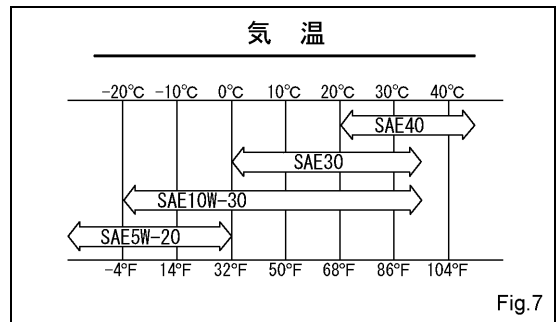 気 温
-20℃ -10℃ 0℃ 10℃ 20℃ 30℃ 40℃
SAE40
SAE30
SAE10W-30
SAE5W-20
-4°F 14°F 32°F 50°F 68°F 86°F 104°F
Fig.7